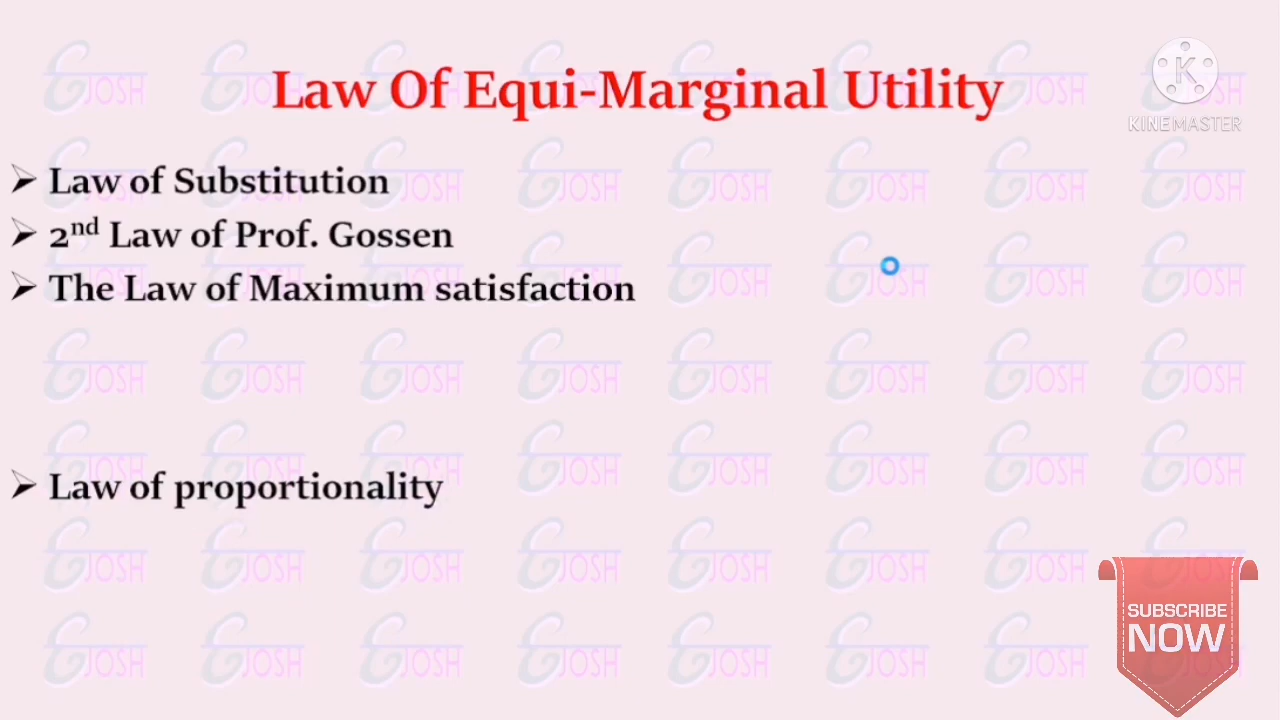 Law Of Equi-Marginal Utility
KINEMASTER
➢ Law of Substitution
➢ 2nd Law of Prof. Gossen
➢ The Law of Maximum satisfaction
➢ Law of proportionality
SUBSCRIBE
NOW